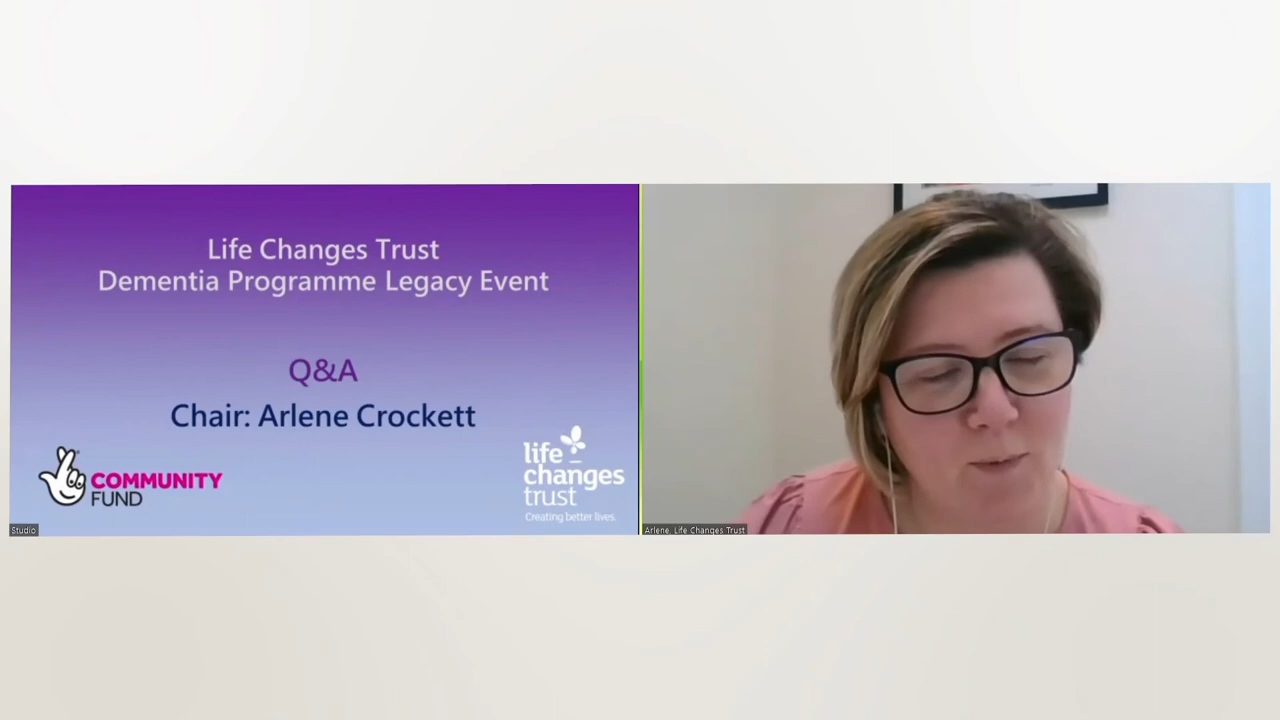 Life Changes Trust
Dementia Programme Legacy Event
Q&A
Chair: Arlene Crockett
COMMUNITY
FUND
life
changes
trust
Creating better lives.
Studio
Arlene, Life Changes Trust